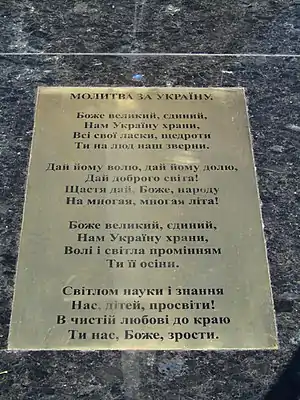 МОЛИТВА ЗА УКРАЇНУ.
Боже великий, єдиний,
Нам Україну храни,
Всі свої ласки, щедроти
Ти на люд наш зверни.
Дай йому волю, дай йому долю,
Дай доброго світа!
Щастя дай, Боже, народу
На многая, многая літа!
Боже великий, єдиний,
Нам Україну храни,
Волі і світла промінням
Ти її осіни.
Світлом науки і знання
Нас, дітей, просвіти!
В чистій любові до краю
Ти нас, Боже, зрости.